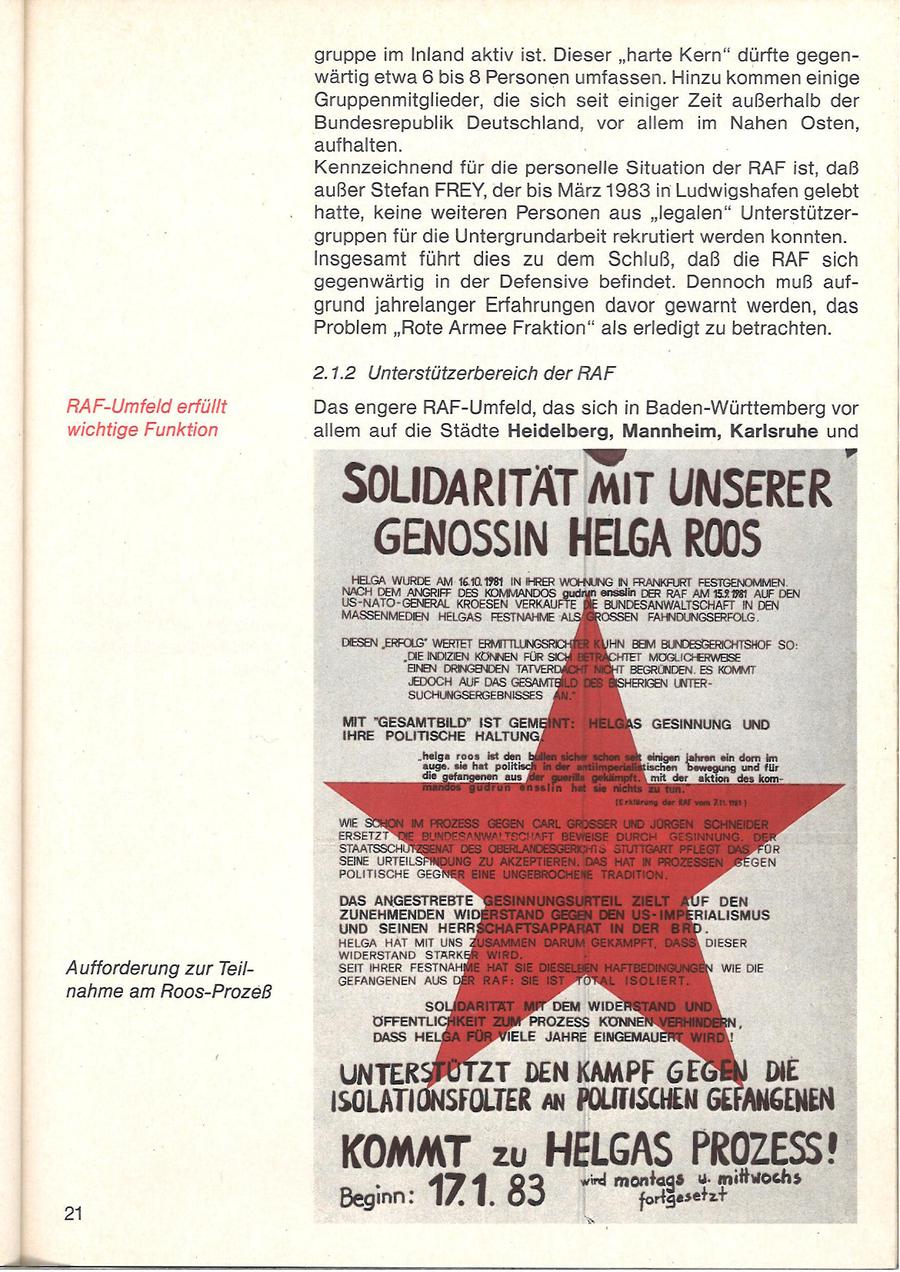 gruppe im Inland aktiv ist. Dieser „harte Kern“ dürfte gegen-
wärtig etwa 6 bis 8 Personen umfassen. Hinzu kommen einige
Gruppenmitglieder, die sich seit einiger Zeit außerhalb der
Bundesrepublik Deutschland, vor allem im Nahen Osten,
aufhalten.
Kennzeichnend für die personelle Situation der RAF ist, daß
außer Stefan FREY, der bis März 1983 in Ludwigshafen gelebt
hatte, keine weiteren Personen aus „legalen“ Unterstützer-
gruppen für die Untergrundarbeit rekrutiert werden konnten.
Insgesamt führt dies zu dem Schluß, daß die RAF sich
gegenwärtig in der Defensive befindet. Dennoch muß auf-
grund jahrelanger Erfahrungen davor gewarnt werden, das
Problem „Rote Armee Fraktion“ als erledigt zu betrachten.
2.1.2 Unterstützerbereich der RAF
RAF-Umfeld erfüllt
wichtige Funktion
Das engere RAF-Umfeld, das sich in Baden-Württemberg vor
allem auf die Städte Heidelberg, Mannheim, Karlsruhe und
SOLIDARITÄT MIT UNSERER
GENOSSIN HELGA ROOS
HELGA WURDE AM 16.10.1981 IN IHRER WOHNUNG IN FRANKFURT FESTGENOMMEN.
NACH DEM ANGRIFF DES KOMMANDOS gudrun ensslin DER RAF AM 15.9.1981 AUF DEN
US-NATO-GENERAL KROESEN VERKAUFTE DIE BUNDESANWALTSCHAFT IN DEN
MASSENMEDIEN HELGAS FESTNAHME ALS GROSSEN FAHNDUNGSERFOLG.
DIESEN „ERFOLG“ WERTET ERMITTLUNGSRICHTER KUHN BEIM BUNDESGERICHTSHOF SO:
„DIE INDIZIEN KÖNNEN FÜR SICH BETRACHTET MÖGLICHERWEISE
EINEN DRINGENDEN TATVERDACHT NICHT BEGRÜNDEN. ES KOMMT
JEDOCH AUF DAS GESAMTBILD DES BISHERIGEN UNTER-
SUCHUNGSERGEBNISSES AN.“
MIT "GESAMTBILD" IST GEMEINT: HELGAS GESINNUNG UND
IHRE POLITISCHE HALTUNG.
„helga roos ist den bullen sicher schon seit einigen jahren ein dorn im
auge. sie hat politisch in der antiimperialistischen bewegung und für
die gefangenen aus der guerilla gekämpft. mit der aktion des kom-
mandos gudrun ensslin hat sie nichts zu tun.“
(Erklärung der RAF vom 7.11.1981)
WIE SCHON IM PROZESS GEGEN CARL GROSSER UND JÜRGEN SCHNEIDER
ERSETZT DIE BUNDESANWALTSCHAFT BEWEISE DURCH GESINNUNG. DER
STAATSSCHUTZSENAT DES OBERLANDESGERICHTS STUTTGART PFLEGT DAS FÜR
SEINE URTEILSFINDUNG ZU AKZEPTIEREN. DAS HAT IN PROZESSEN GEGEN
POLITISCHE GEGNER EINE UNGEBROCHENE TRADITION.
DAS ANGESTREBTE GESINNUNGSURTEIL ZIELT AUF DEN
ZUNEHMENDEN WIDERSTAND GEGEN DEN US-IMPERIALISMUS
UND SEINEN HERRSCHAFTSAPPARAT IN DER BRD.
HELGA HAT MIT UNS ZUSAMMEN DARUM GEKÄMPFT, DASS DIESER
WIDERSTAND STÄRKER WIRD.
SEIT IHRER FESTNAHME HAT SIE DIESELBEN HAFTBEDINGUNGEN WIE DIE
GEFANGENEN AUS DER RAF: SIE IST TOTAL ISOLIERT.
Aufforderung zur Teil-
nahme am Roos-Prozeß
SOLIDARITÄT MIT DEM WIDERSTAND UND
ÖFFENTLICHKEIT ZUM PROZESS KÖNNEN VERHINDERN,
DASS HELGA FÜR VIELE JAHRE EINGEMAUERT WIRD!
UNTERSTÜTZT DEN KAMPF GEGEN DIE
ISOLATIONSFOLTER AN POLITISCHEN GEFANGENEN
KOMMT zu HELGAS PROZESS!
Beginn: 17.1.83 wird montags u. mittwochs
fortgesetzt
21